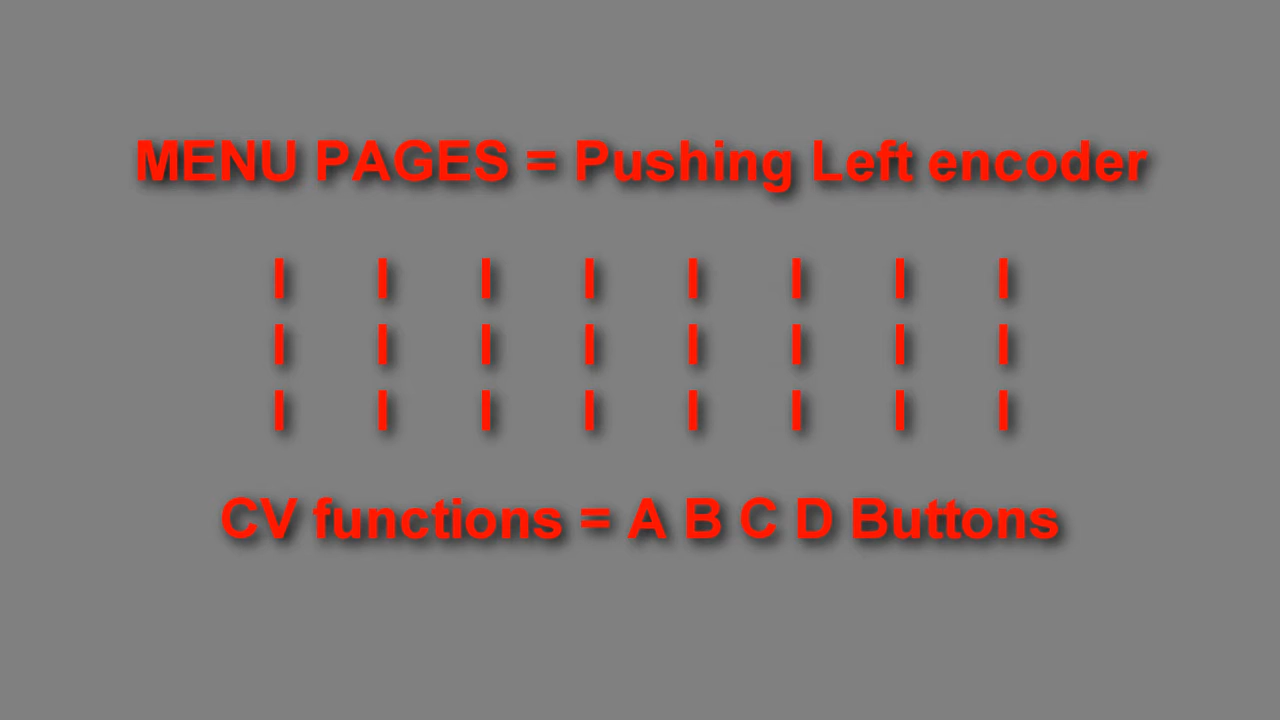 MENU PAGES = Pushing Left encoder
I I I I I I I I
I I I I I I I I
I I I I I I I I
CV functions = A B C D Buttons